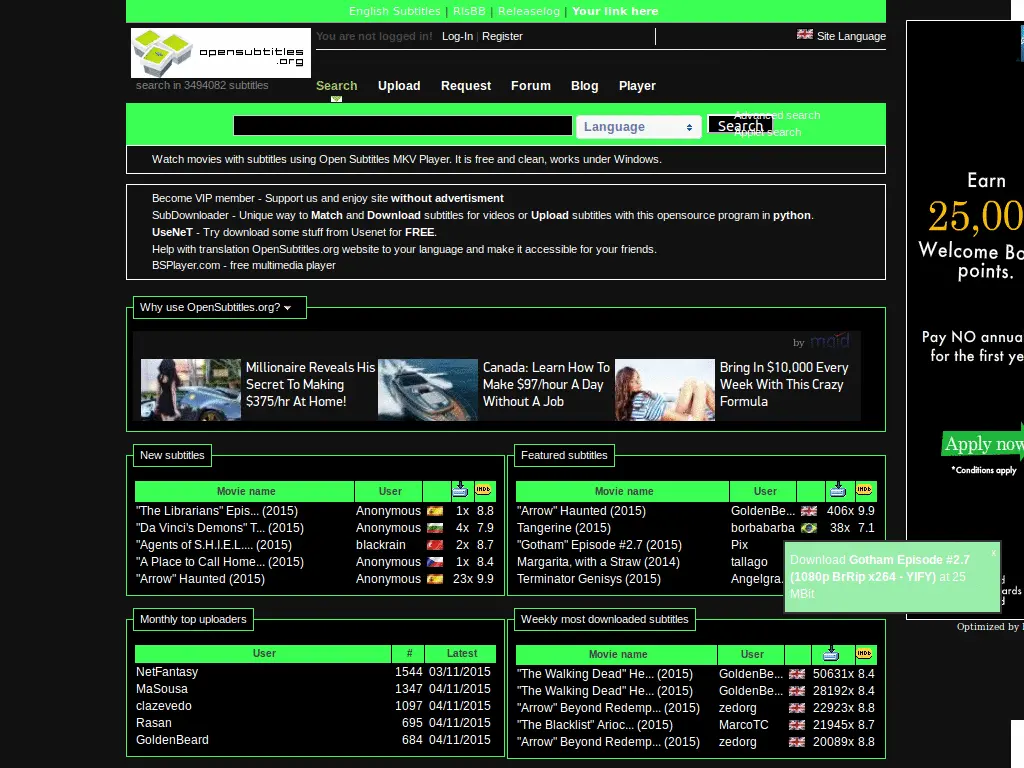 English Subtitles | RlsBB | Releaselog | Your link here
You are not logged in! Log-In | Register
Site Language
opensubtitles
.org
search in 3494082 subtitles
Search Upload Request Forum Blog Player
Language
Search
Advanced search
Applet search
Watch movies with subtitles using Open Subtitles MKV Player. It is free and clean, works under Windows.
Become VIP member - Support us and enjoy site without advertisment
SubDownloader - Unique way to Match and Download subtitles for videos or Upload subtitles with this opensource program in python.
UseNeT - Try download some stuff from Usenet for FREE.
Help with translation OpenSubtitles.org website to your language and make it accessible for your friends.
BSPlayer.com - free multimedia player
Why use OpenSubtitles.org?
by maid
Millionaire Reveals His
Secret To Making
$375/hr At Home!
Canada: Learn How To
Make $97/hour A Day
Without A Job
Bring In $10,000 Every
Week With This Crazy
Formula
New subtitles
Movie name User IMDb
"The Librarians" Epis... (2015) Anonymous 1x 8.8
"Da Vinci's Demons" T... (2015) Anonymous 4x 7.9
"Agents of S.H.I.E.L.... (2015) blackrain 2x 8.7
"A Place to Call Home... (2015) Anonymous 1x 8.4
"Arrow" Haunted (2015) Anonymous 23x 9.9
Featured subtitles
Movie name User IMDb
"Arrow" Haunted (2015) GoldenBe... 406x 9.9
Tangerine (2015) borbabarba 38x 7.1
"Gotham" Episode #2.7 (2015) Pix
Margarita, with a Straw (2014) tallago
Terminator Genisys (2015) Angelgra.
Download Gotham Episode #2.7
(1080p BrRip x264 - YIFY) at 25
MBit
x
Monthly top uploaders
User # Latest
NetFantasy 1544 03/11/2015
MaSousa 1347 04/11/2015
clazevedo 1097 04/11/2015
Rasan 695 04/11/2015
GoldenBeard 684 04/11/2015
Weekly most downloaded subtitles
Movie name User IMDb
"The Walking Dead" He... (2015) GoldenBe... 50631x 8.4
"The Walking Dead" He... (2015) GoldenBe... 28192x 8.4
"Arrow" Beyond Redemp... (2015) zedorg 22923x 8.8
"The Blacklist" Arioc... (2015) MarcoTC 21945x 8.7
"Arrow" Beyond Redemp... (2015) zedorg 20089x 8.8
Earn
25,00
Welcome Bo
points.
Pay NO annua
for the first ye
Apply now
*Conditions apply
ards
d
Optimized by